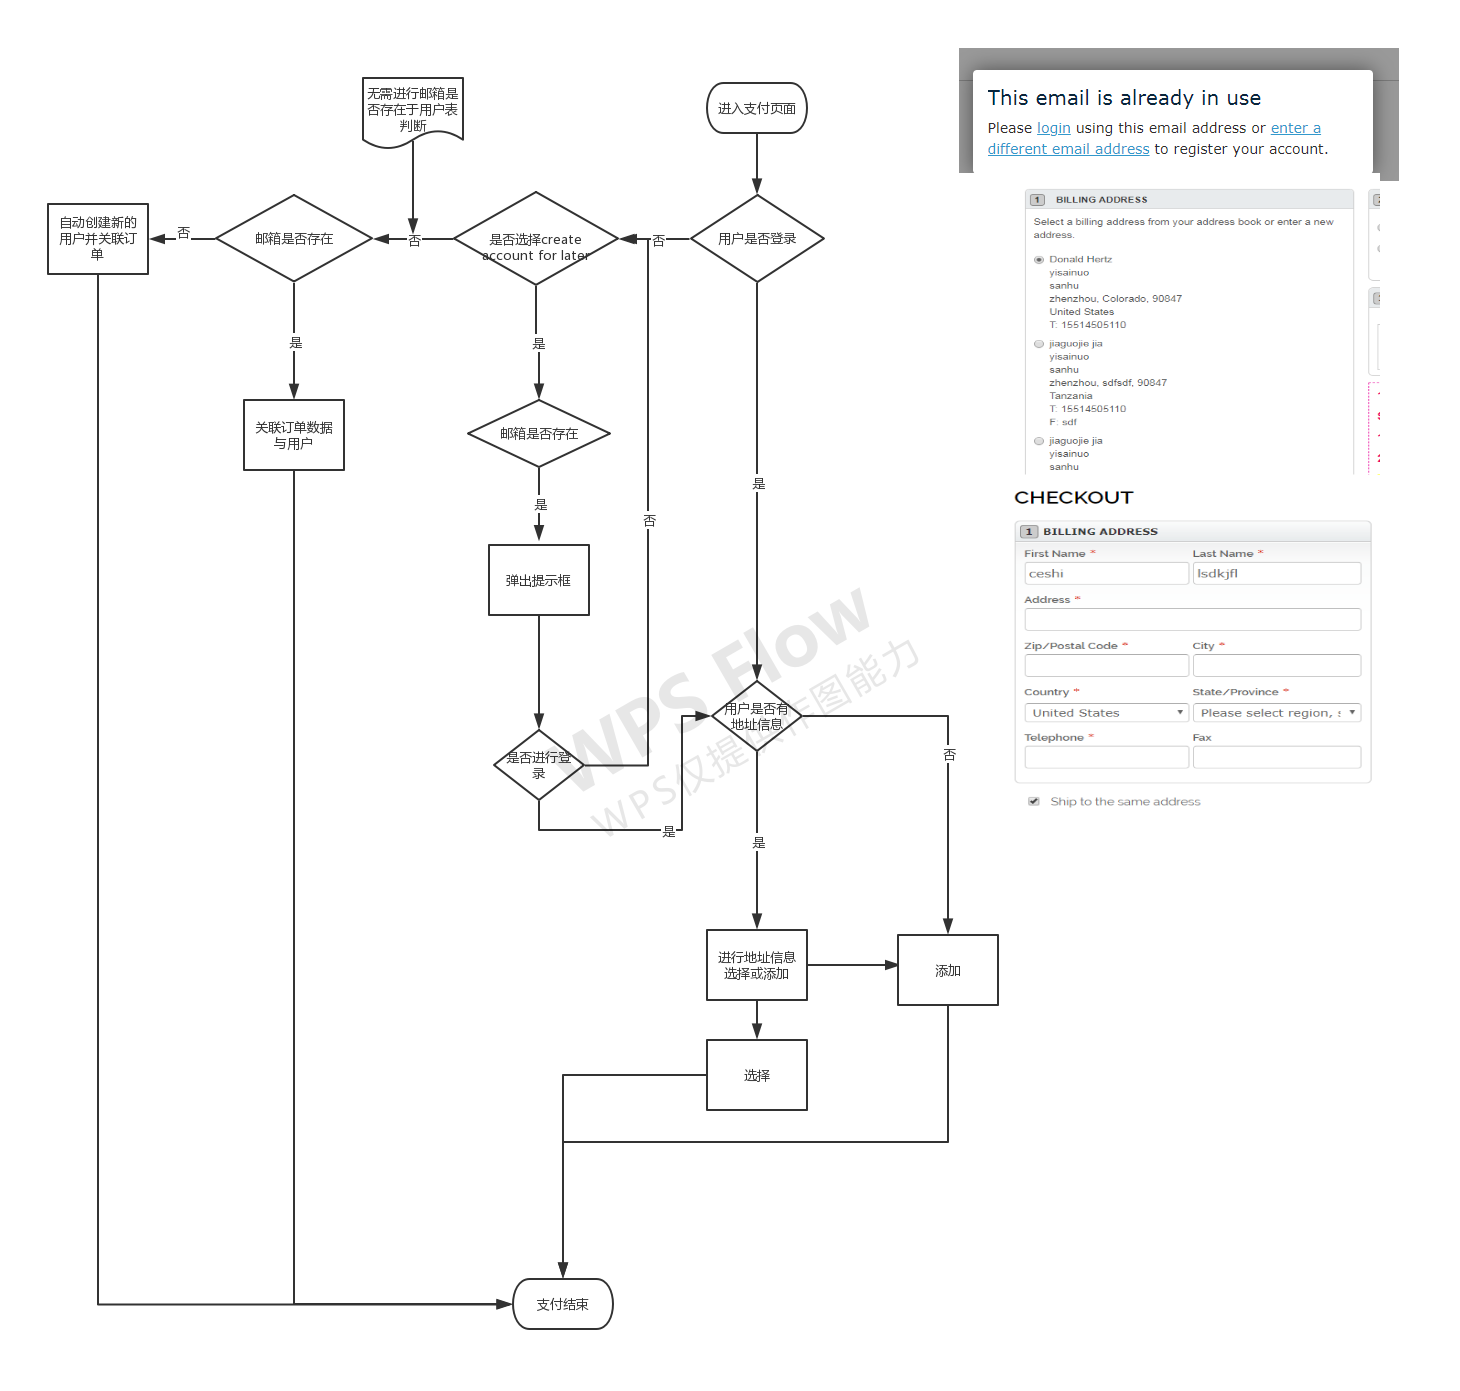 无需进行邮箱是
否存在于用户表
判断
进入支付页面
自动创建新的
用户并关联订
单
否
邮箱是否存在
否
是否选择create
account for later
否
用户是否登录
是
是
关联订单数据
与用户
邮箱是否存在
是
是
否
弹出提示框
用户是否有
地址信息
是否进行登
录
否
是
是
进行地址信息
选择或添加
添加
选择
支付结束
WPS Flow
WPS仅提供作图能力
This email is already in use
Please login using this email address or enter a
different email address to register your account.
1 BILLING ADDRESS
Select a billing address from your address book or enter a new
address.
Donald Hertz
yisainuo
sanhu
zhenzhou, Colorado, 90847
United States
T: 15514505110
jiaguojie jia
yisainuo
sanhu
zhenzhou, sdfsdf, 90847
Tanzania
T: 15514505110
F: sdf
jiaguojie jia
yisainuo
sanhu
CHECKOUT
1 BILLING ADDRESS
First Name * Last Name *
ceshi lsdkjfl
Address *
Zip/Postal Code * City *
Country * State/Province *
United States Please select region, s
Telephone * Fax
Ship to the same address